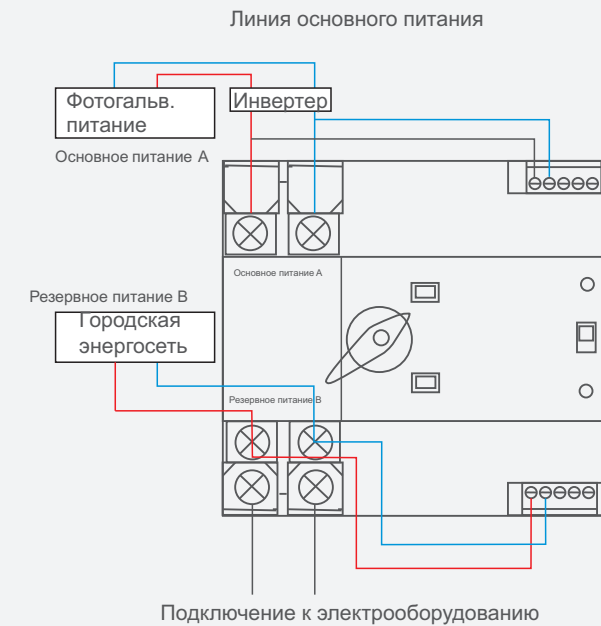 Линия основного питания
Фотогальв.
питание
Инвертер
Основное питание А
Основное питание А
Резервное питание В
Городская
энергосеть
Резервное питание В
Подключение к электрооборудованию